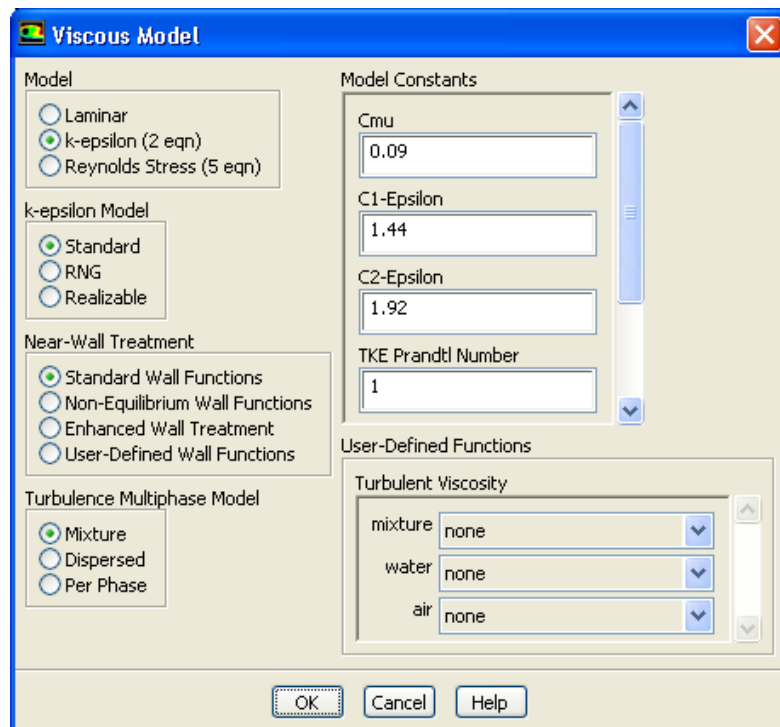 Viscous Model
Model
Laminar
k-epsilon (2 eqn)
Reynolds Stress (5 eqn)
k-epsilon Model
Standard
RNG
Realizable
Near-Wall Treatment
Standard Wall Functions
Non-Equilibrium Wall Functions
Enhanced Wall Treatment
User-Defined Wall Functions
Turbulence Multiphase Model
Mixture
Dispersed
Per Phase
Model Constants
Cmu
0.09
C1-Epsilon
1.44
C2-Epsilon
1.92
TKE Prandtl Number
1
User-Defined Functions
Turbulent Viscosity
mixture none
water none
air none
OK Cancel Help